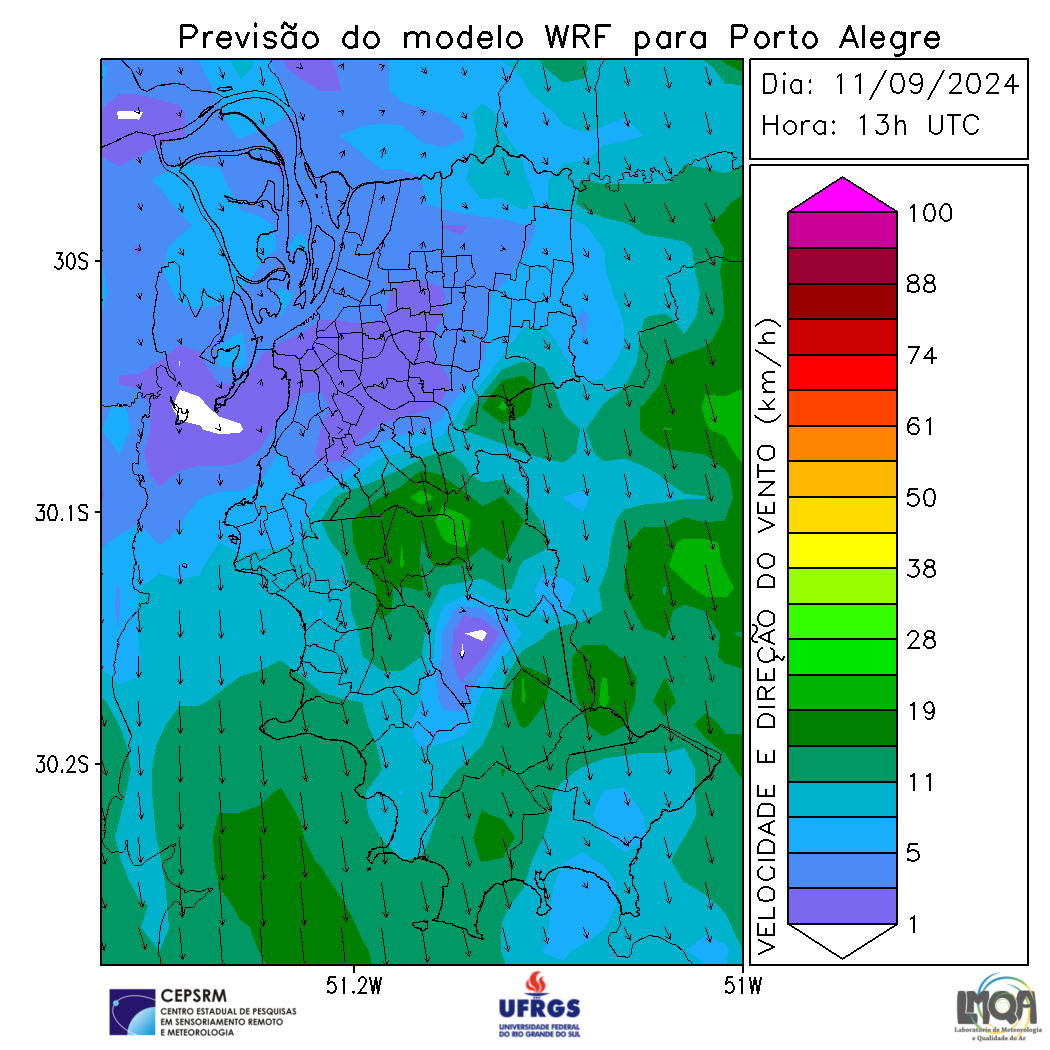 Previsão do modelo WRF para Porto Alegre
Dia: 11/09/2024
Hora: 13h UTC
30S
30.1S
30.2S
51.2W
51W
VELOCIDADE E DIREÇÃO DO VENTO (km/h)
100
88
74
61
50
38
28
19
11
5
1
CEPSRM
CENTRO ESTADUAL DE PESQUISAS
EM SENSORIAMENTO REMOTO
E METEOROLOGIA
UFRGS
UNIVERSIDADE FEDERAL
DO RIO GRANDE DO SUL
LMQA
Laboratório de Meteorologia
e Qualidade do Ar